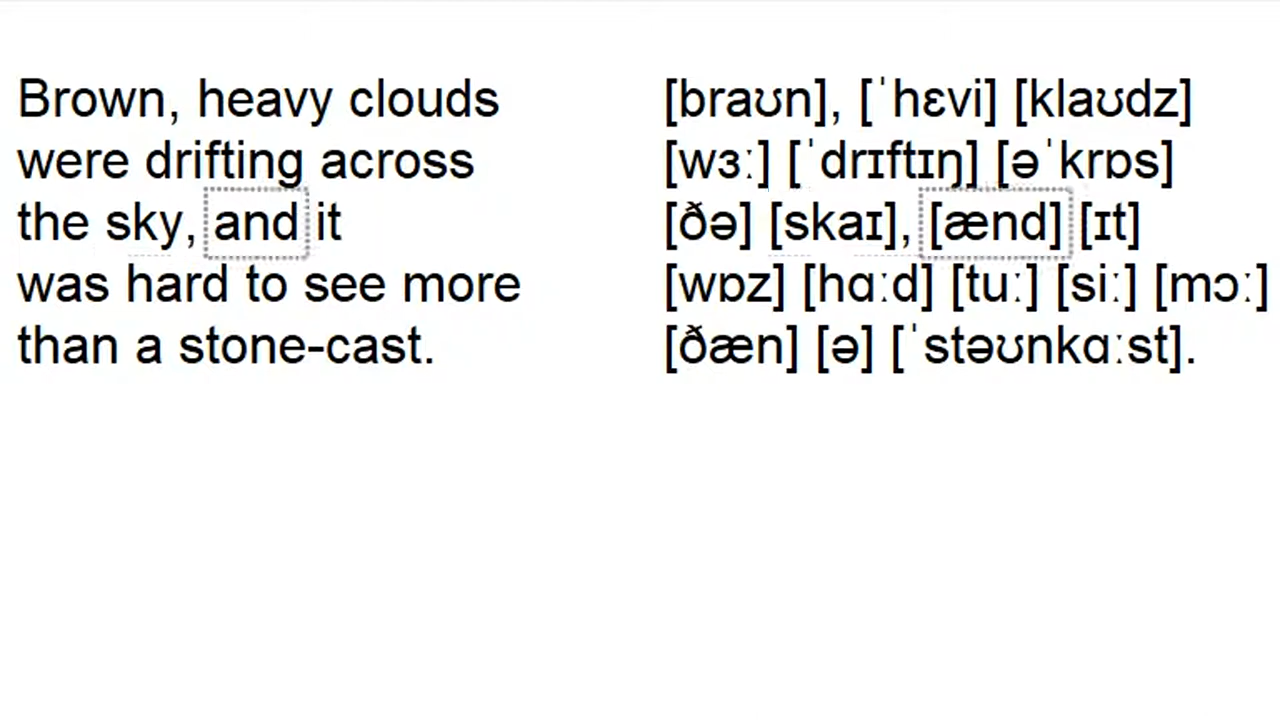 Brown, heavy clouds
were drifting across
the sky, and it
was hard to see more
than a stone-cast.
[braʊn], [ˈhɛvi] [klaʊdz]
[wɜː] [ˈdrɪftɪŋ] [əˈkrɒs]
[ðə] [skaɪ], [ænd] [ɪt]
[wɒz] [hɑːd] [tuː] [siː] [mɔː]
[ðæn] [ə] [ˈstəʊnkɑːst].